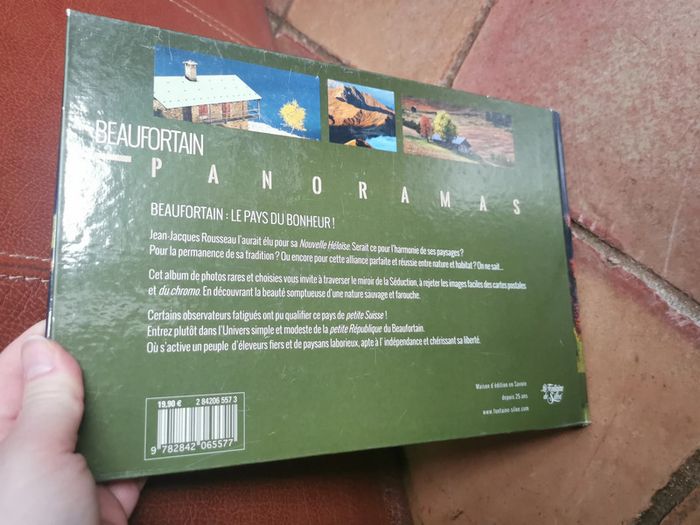 BEAUFORTAIN
PANORAMAS
BEAUFORTAIN : LE PAYS DU BONHEUR !
Jean-Jacques Rousseau l'aurait élu pour sa Nouvelle Héloïse. Serait ce pour l'harmonie de ses paysages ?
Pour la permanence de sa tradition ? Ou encore pour cette alliance parfaite et réussie entre nature et habitat ? On ne sait...
Cet album de photos rares et choisies vous invite à traverser le miroir de la Séduction, à rejeter les images faciles des cartes postales
et du chromo. En découvrant la beauté somptueuse d'une nature sauvage et farouche.
Certains observateurs fatigués ont pu qualifier ce pays de petite Suisse !
Entrez plutôt dans l'Univers simple et modeste de la petite République du Beaufortain.
Où s'active un peuple d'éleveurs fiers et de paysans laborieux, apte à l' indépendance et chérissant sa liberté.
19,90 € 2 84206 557 3
9 782842 065577
Maison d'édition en Savoie
depuis 25 ans
www.fontaine-siloe.com
La Fontaine
de Siloé